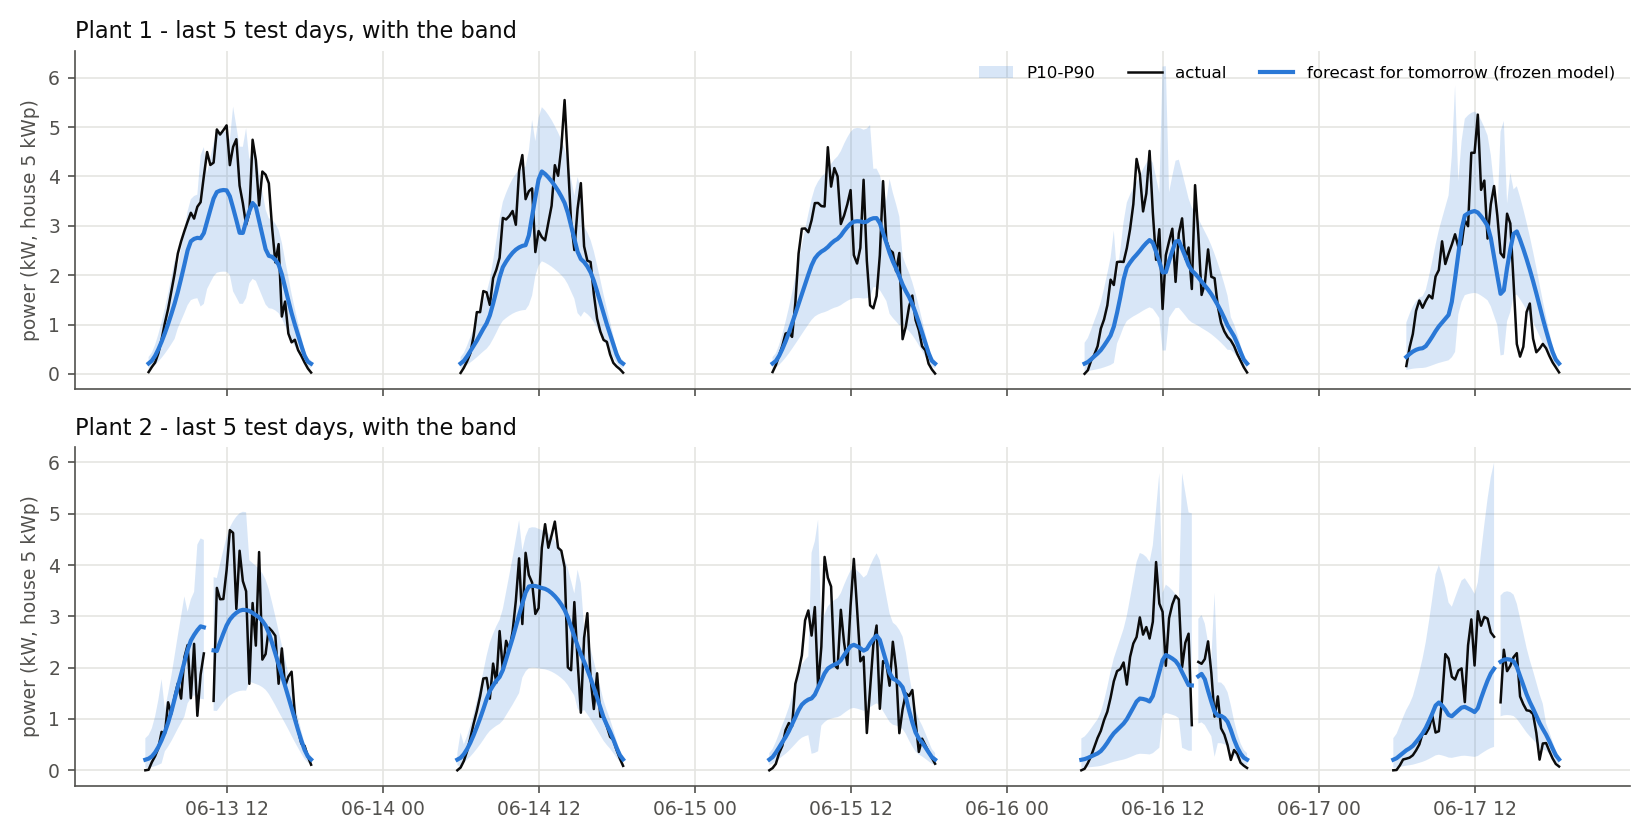 Plant 1 - last 5 test days, with the band
P10-P90 actual forecast for tomorrow (frozen model)
power (kW, house 5 kWp)
6
5
4
3
2
1
0
Plant 2 - last 5 test days, with the band
power (kW, house 5 kWp)
6
5
4
3
2
1
0
06-13 12 06-14 00 06-14 12 06-15 00 06-15 12 06-16 00 06-16 12 06-17 00 06-17 12